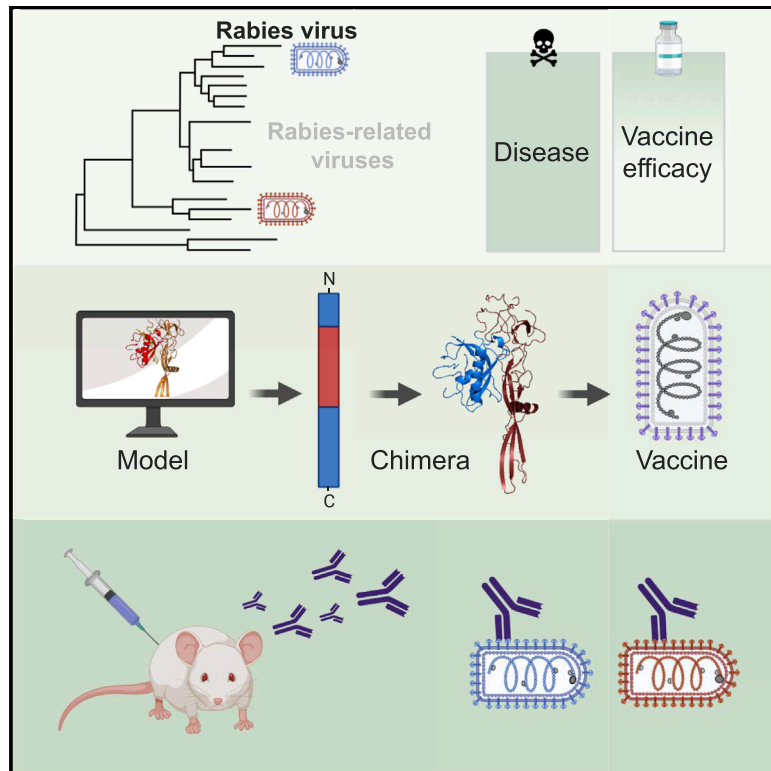 Rabies virus
Rabies-related
viruses
Disease
Vaccine
efficacy
N
Model
Chimera
Vaccine
C